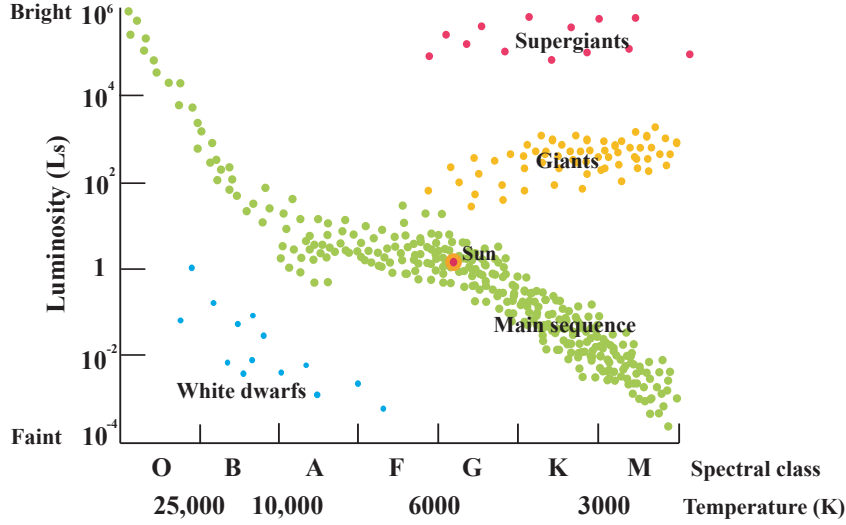 Bright
10^6
Supergiants
10^4
Luminosity (Ls)
Giants
10^2
Sun
1
Main sequence
10^-2
White dwarfs
Faint
10^-4
O B A F G K M Spectral class
25,000 10,000 6000 3000 Temperature (K)